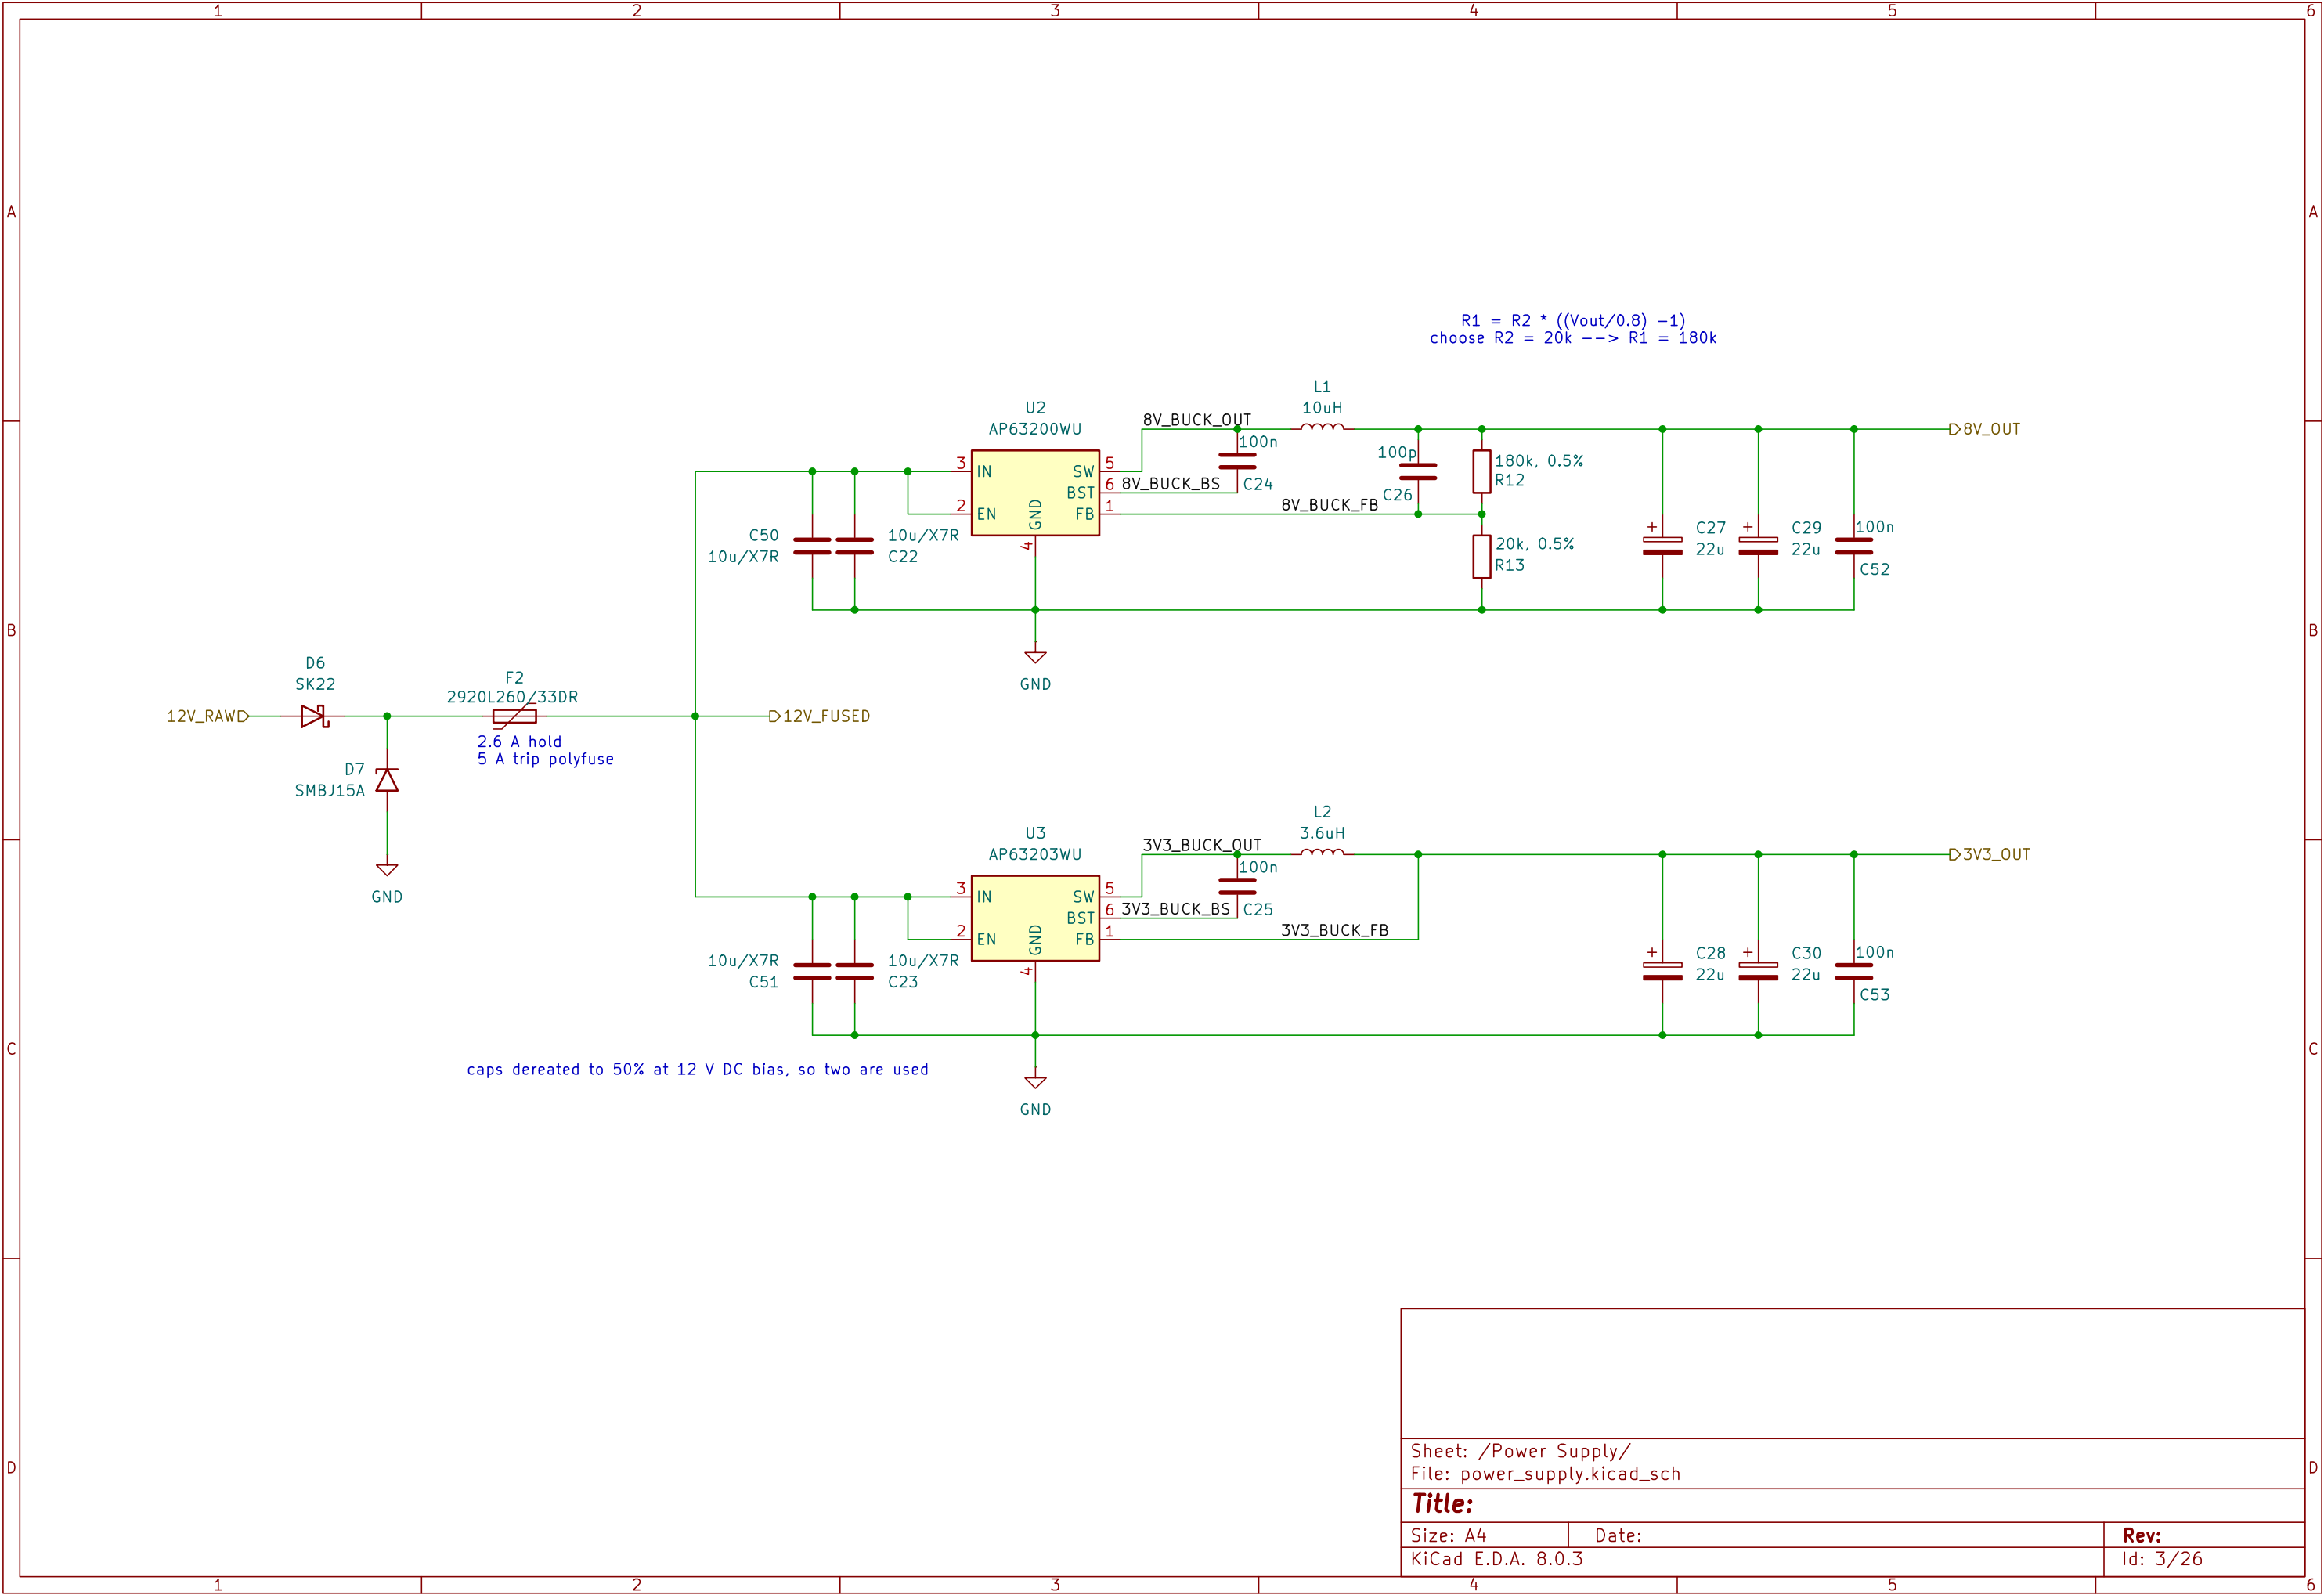 1 2 3 4 5 6
A A
R1 = R2 * ((Vout/0.8) -1)
choose R2 = 20k --> R1 = 180k
L1
10uH
U2
AP63200WU
8V_BUCK_OUT
8V_OUT
100n
C24
8V_BUCK_BS
100p
C26
180k, 0.5%
R12
8V_BUCK_FB
3 IN
2 EN
GND
4
SW 5
BST 6
FB 1
C50
10u/X7R
10u/X7R
C22
20k, 0.5%
R13
C27
22u
C29
22u
100n
C52
B B
GND
D6
SK22
F2
2920L260/33DR
12V_RAW
12V_FUSED
2.6 A hold
5 A trip polyfuse
D7
SMBJ15A
GND
L2
3.6uH
U3
AP63203WU
3V3_BUCK_OUT
3V3_OUT
100n
C25
3V3_BUCK_BS
3V3_BUCK_FB
3 IN
2 EN
GND
4
SW 5
BST 6
FB 1
10u/X7R
C51
10u/X7R
C23
C28
22u
C30
22u
100n
C53
C C
caps dereated to 50% at 12 V DC bias, so two are used
GND
Sheet: /Power Supply/
File: power_supply.kicad_sch
D D
Title:
Size: A4 Date: Rev:
KiCad E.D.A. 8.0.3 Id: 3/26
1 2 3 4 5 6